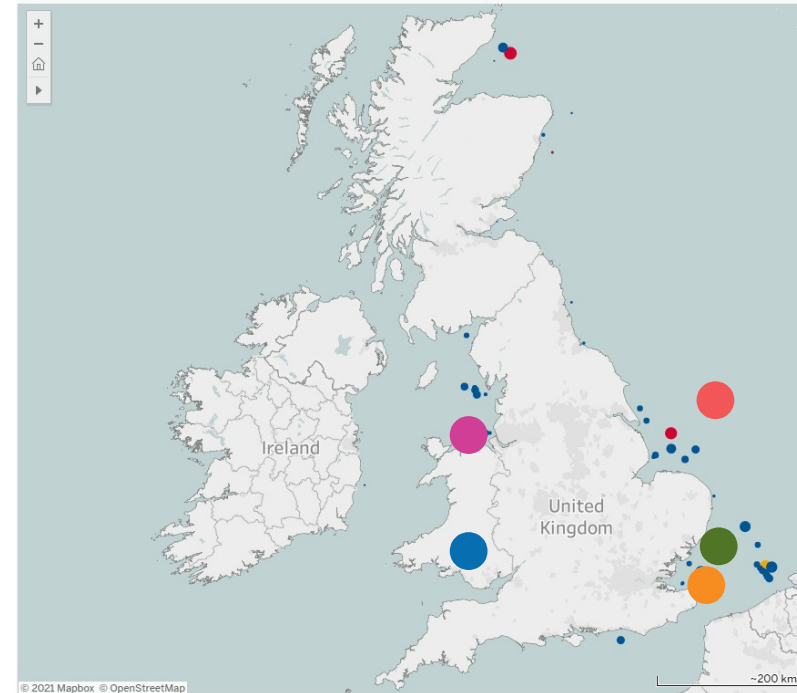 +
−
Ireland
United
Kingdom
© 2021 Mapbox © OpenStreetMap
~200 km